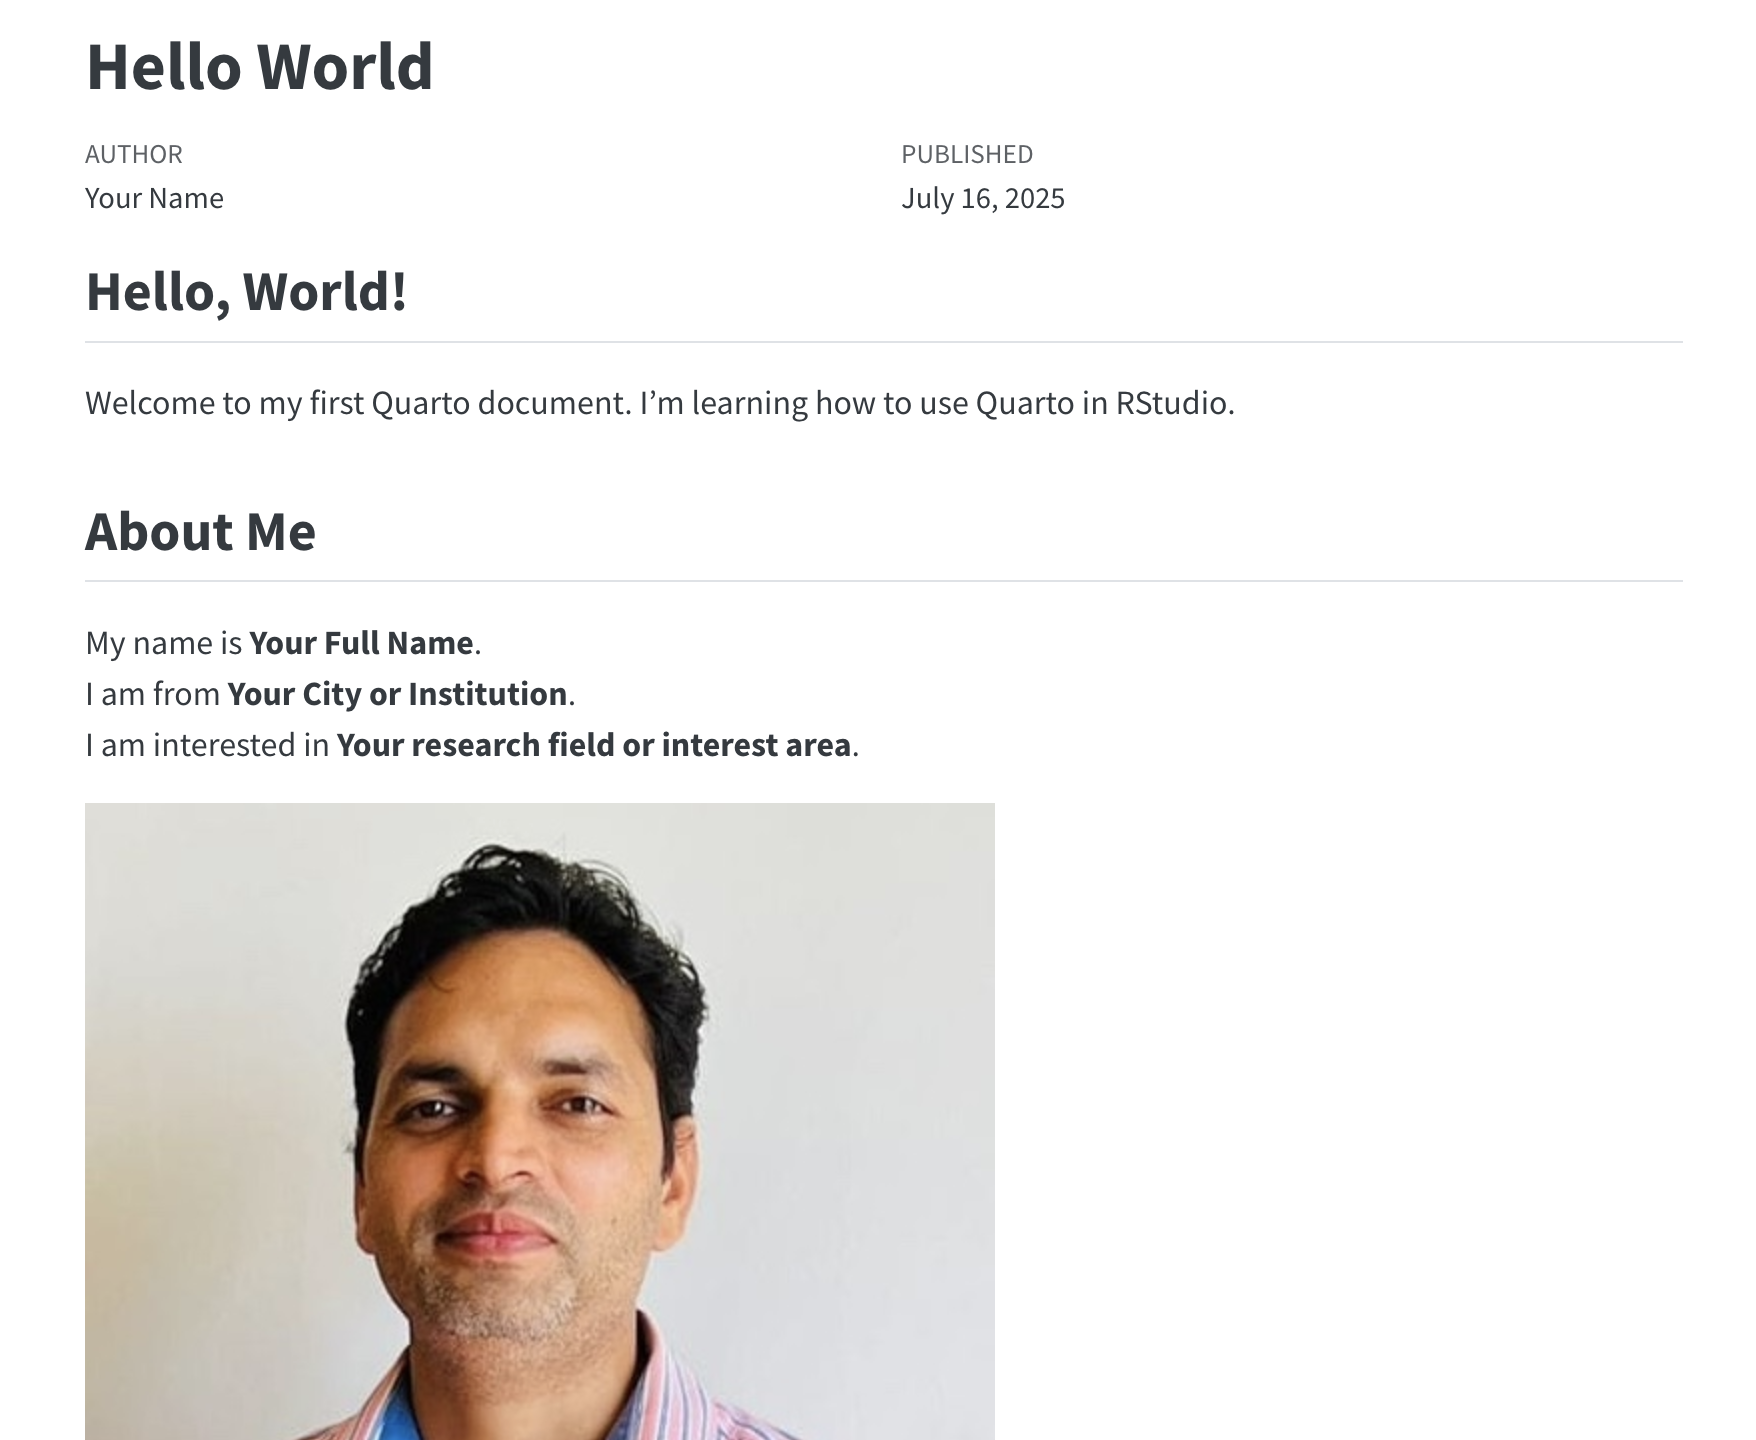 Hello World
AUTHOR
PUBLISHED
Your Name
July 16, 2025
Hello, World!
Welcome to my first Quarto document. I’m learning how to use Quarto in RStudio.
About Me
My name is Your Full Name.
I am from Your City or Institution.
I am interested in Your research field or interest area.